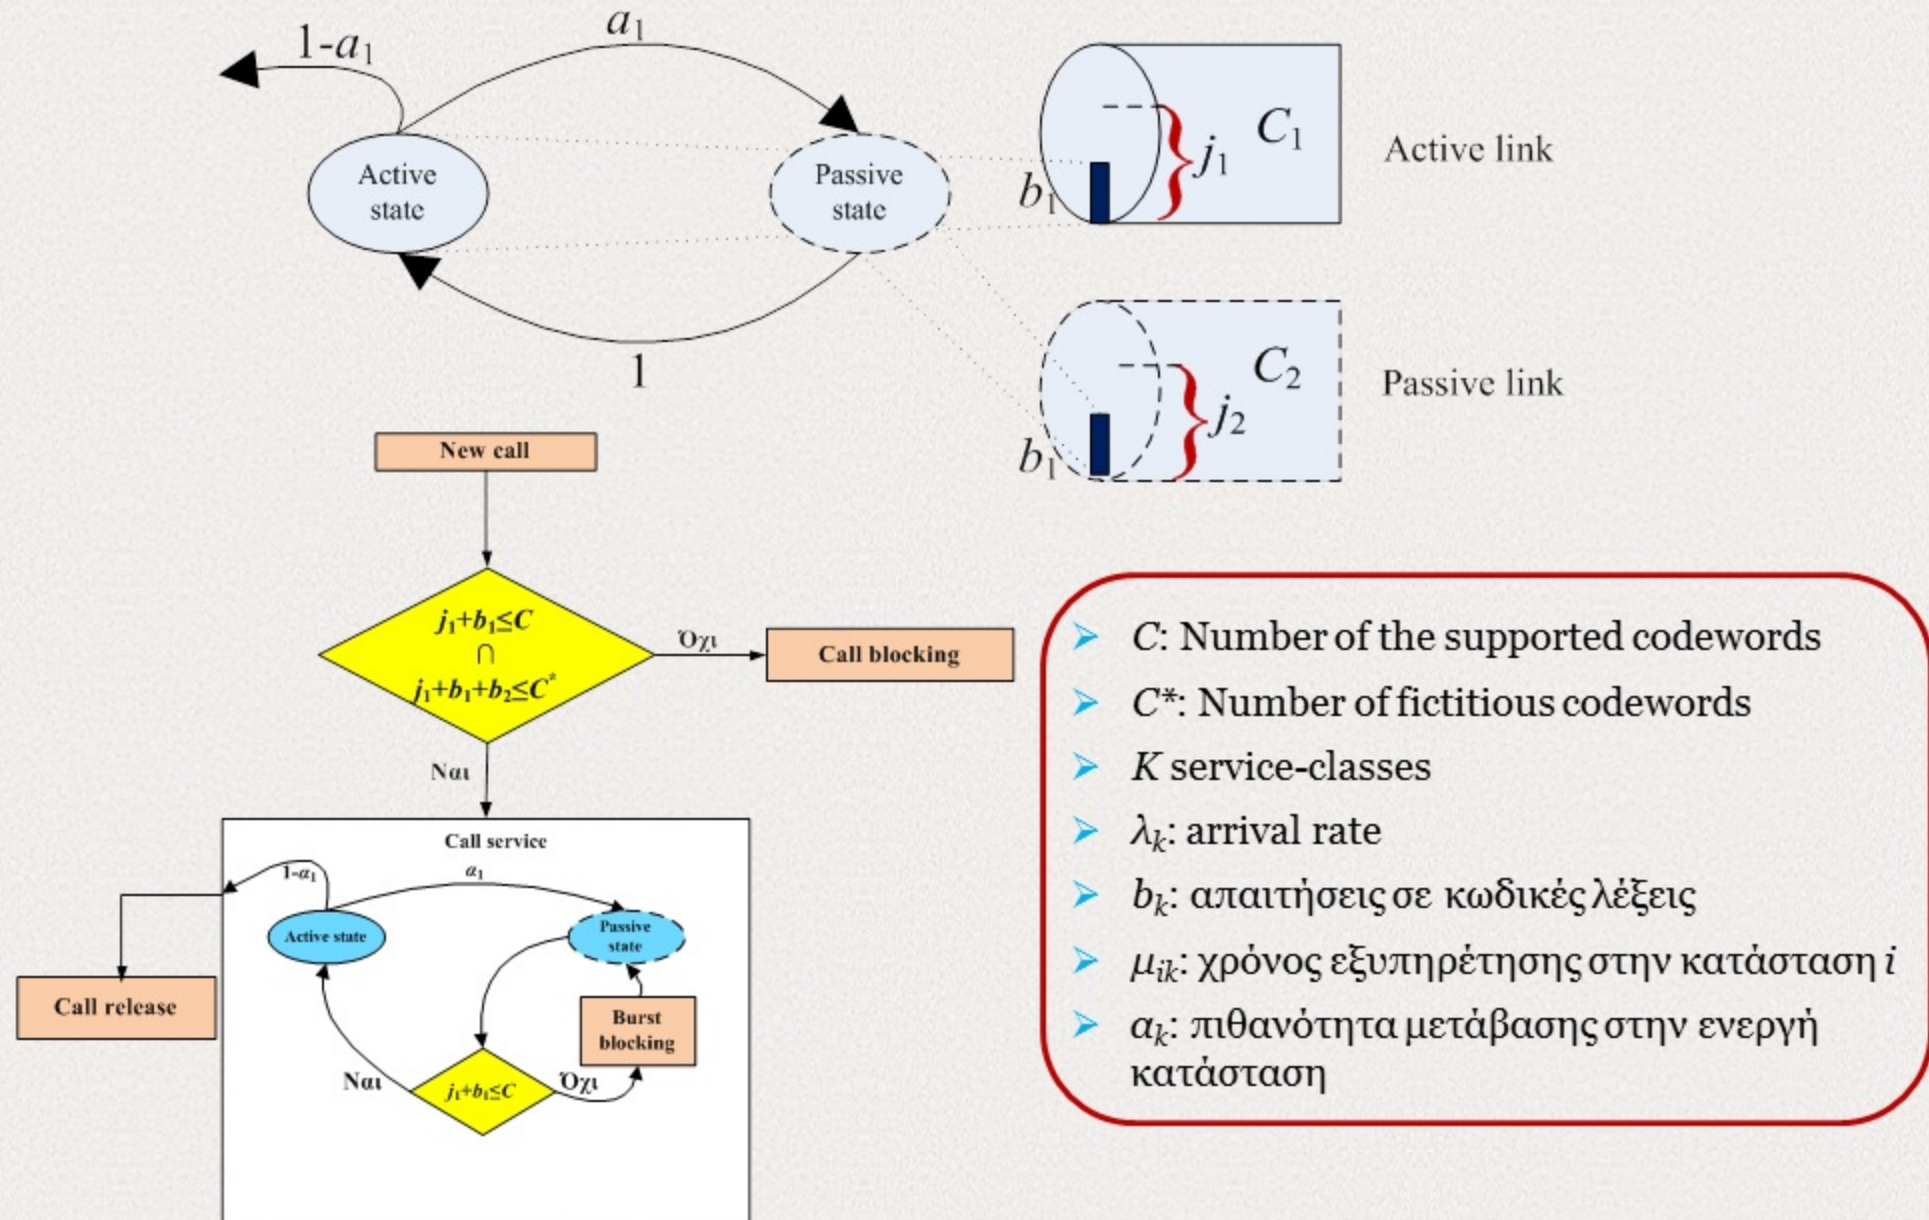 1-a₁
a₁
Active
state
Passive
state
1
b₁
j₁
C₁
Active link
b₁
j₂
C₂
Passive link
New call
j₁+b₁≤C
∩
j₁+b₁+b₂≤C*
Όχι
Call blocking
Ναι
Call service
1-α₁
α₁
Active state
Passive
state
Burst
blocking
Ναι
j₁+b₁≤C
Όχι
Call release
➢ C: Number of the supported codewords
➢ C*: Number of fictitious codewords
➢ K service-classes
➢ λₖ: arrival rate
➢ bₖ: απαιτήσεις σε κωδικές λέξεις
➢ μᵢₖ: χρόνος εξυπηρέτησης στην κατάσταση i
➢ αₖ: πιθανότητα μετάβασης στην ενεργή
κατάσταση